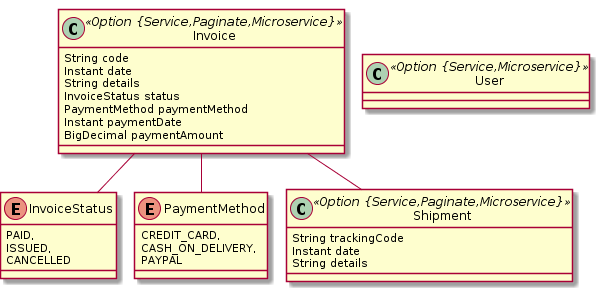 C «Option {Service,Paginate,Microservice}»
Invoice
String code
Instant date
String details
InvoiceStatus status
PaymentMethod paymentMethod
Instant paymentDate
BigDecimal paymentAmount
C «Option {Service,Microservice}»
User
E InvoiceStatus
PAID,
ISSUED,
CANCELLED
E PaymentMethod
CREDIT_CARD,
CASH_ON_DELIVERY,
PAYPAL
C «Option {Service,Paginate,Microservice}»
Shipment
String trackingCode
Instant date
String details